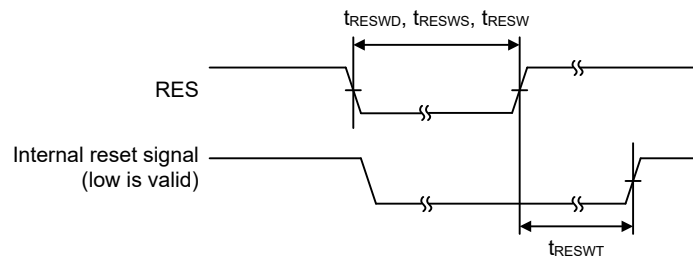 tRESWD, tRESWS, tRESW
RES
Internal reset signal
(low is valid)
tRESWT